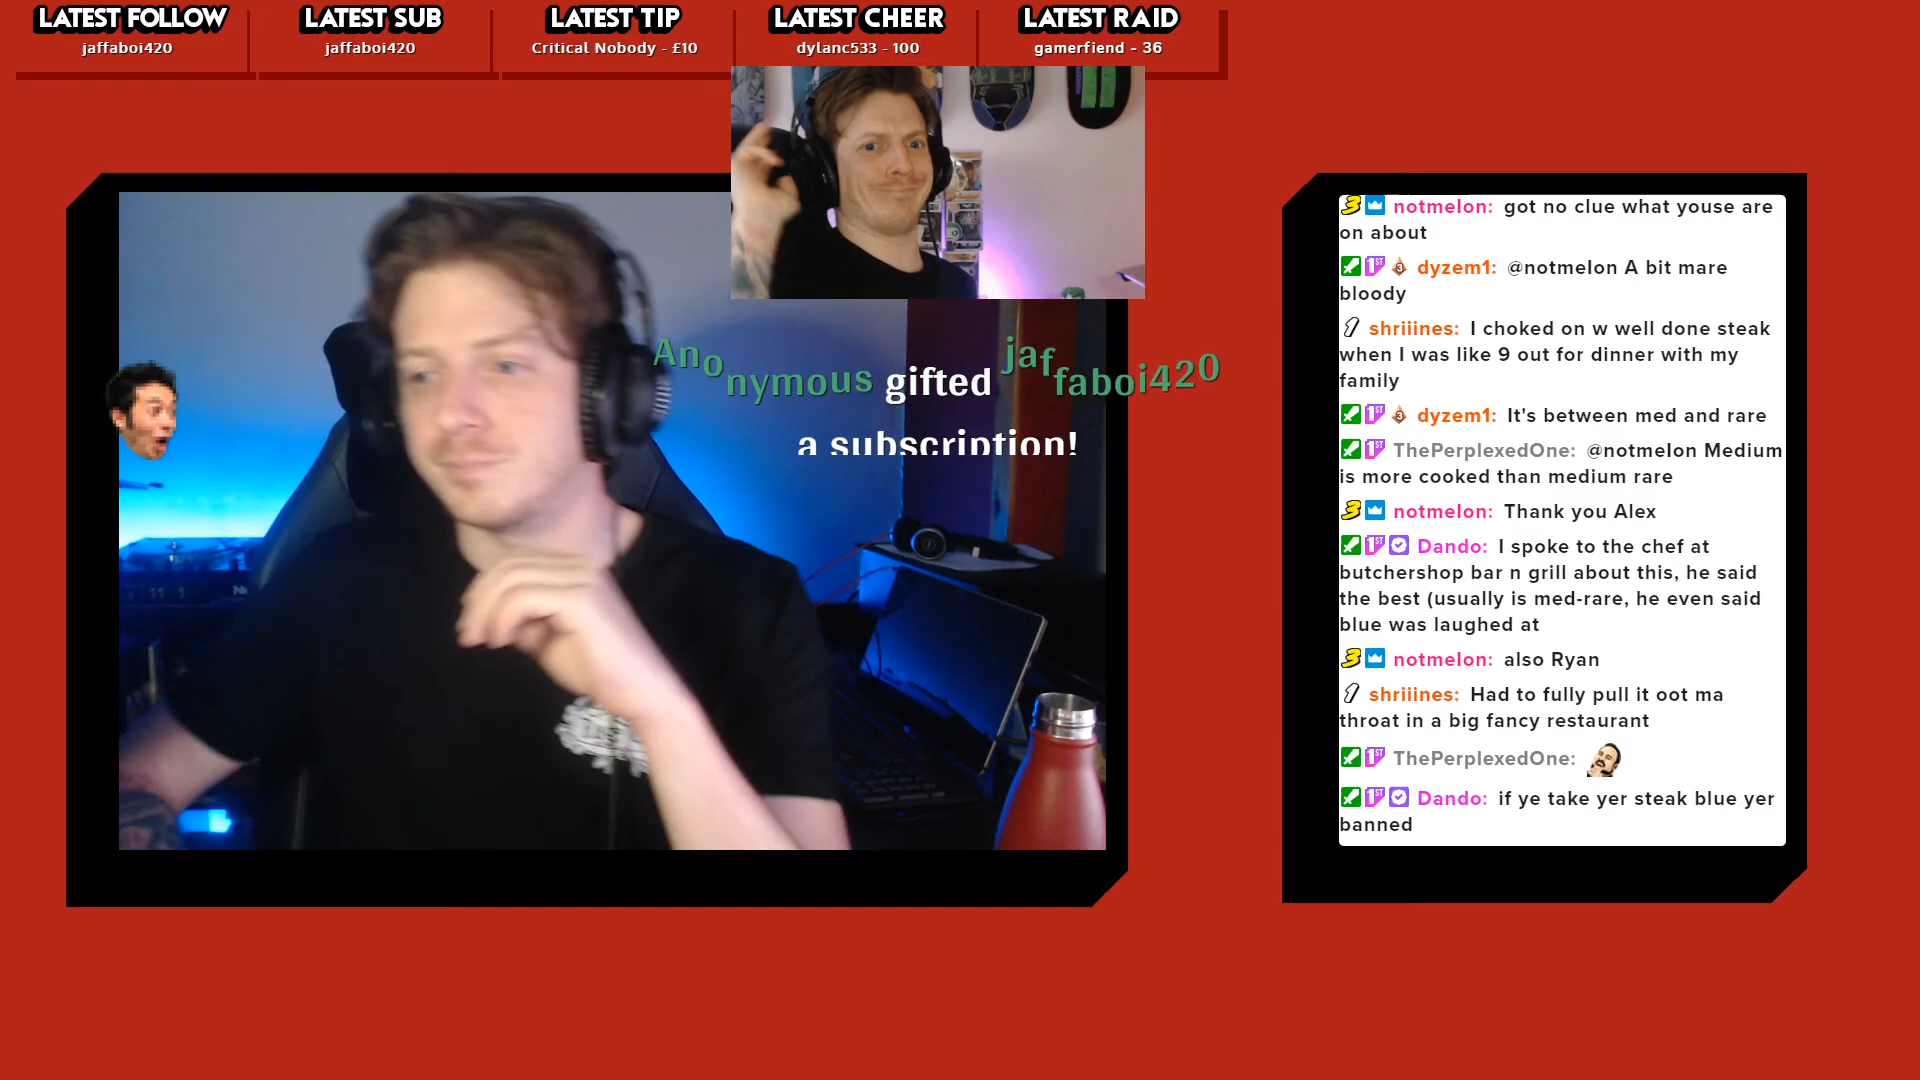 LATEST FOLLOW
jaffaboi420
LATEST SUB
jaffaboi420
LATEST TIP
Critical Nobody - £10
LATEST CHEER
dylanc533 - 100
LATEST RAID
gamerfiend - 36
Anonymous gifted jaffaboi420
a subscription!
notmelon: got no clue what youse are
on about
dyzem1: @notmelon A bit mare
bloody
shriiines: I choked on w well done steak
when I was like 9 out for dinner with my
family
dyzem1: It's between med and rare
ThePerplexedOne: @notmelon Medium
is more cooked than medium rare
notmelon: Thank you Alex
Dando: I spoke to the chef at
butchershop bar n grill about this, he said
the best (usually is med-rare, he even said
blue was laughed at
notmelon: also Ryan
shriiines: Had to fully pull it oot ma
throat in a big fancy restaurant
ThePerplexedOne:
Dando: if ye take yer steak blue yer
banned